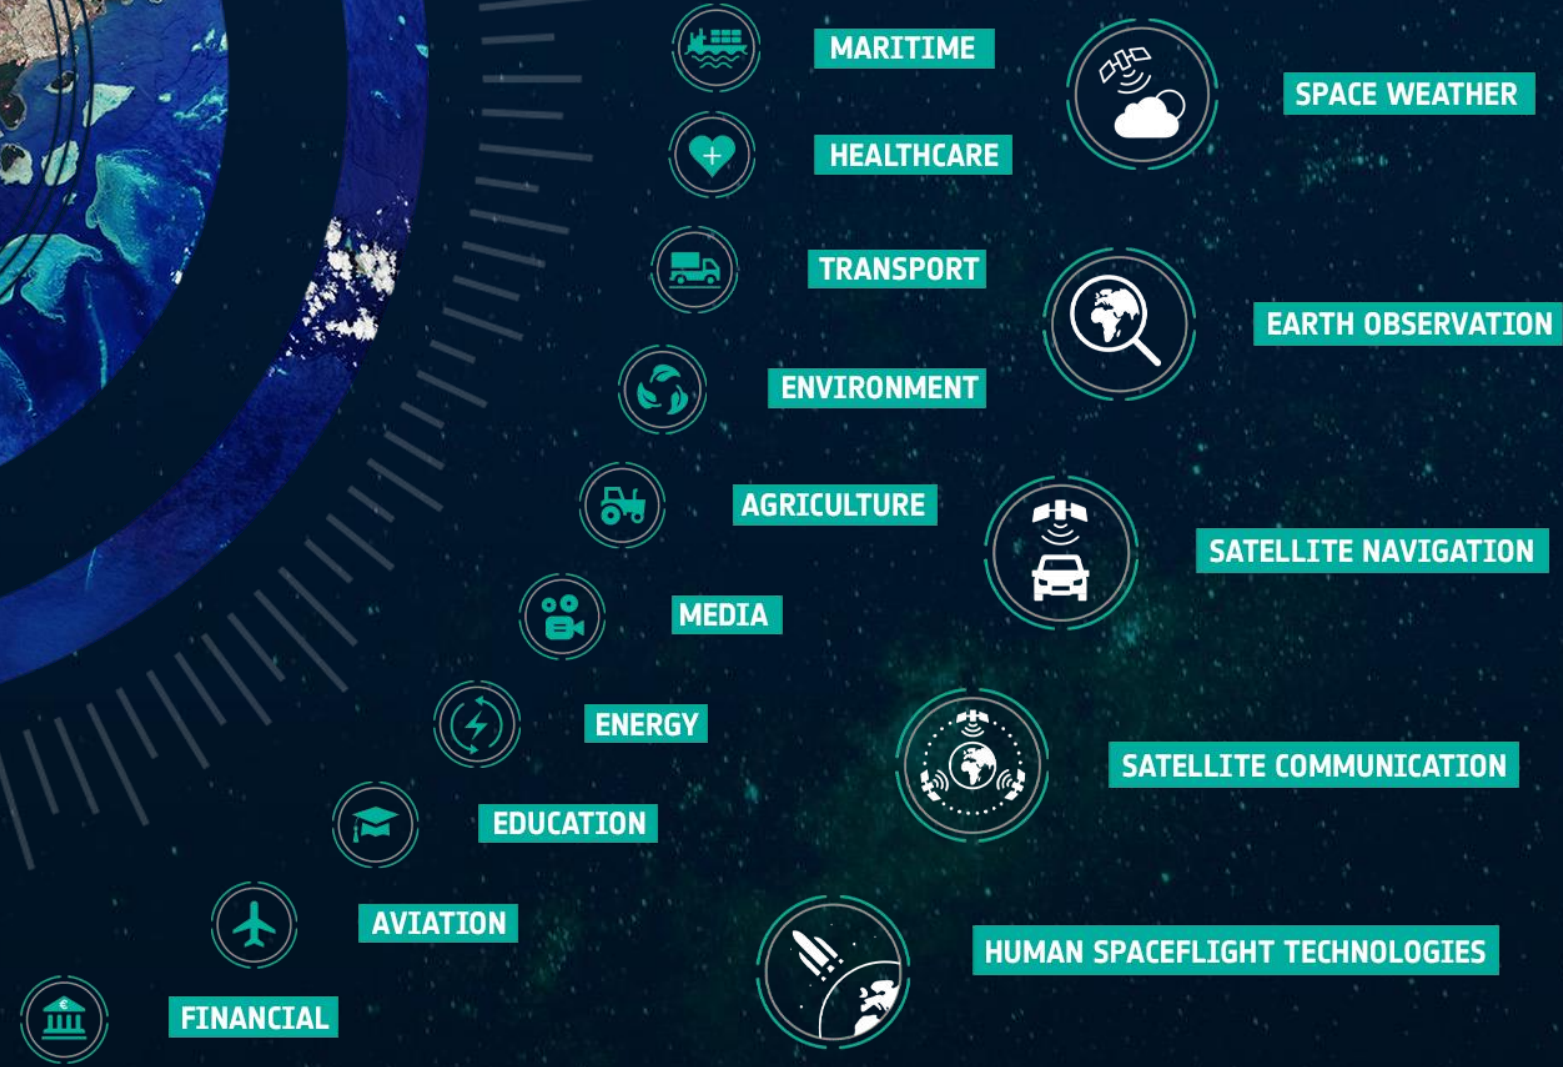 MARITIME
HEALTHCARE
TRANSPORT
ENVIRONMENT
AGRICULTURE
MEDIA
ENERGY
EDUCATION
AVIATION
€
FINANCIAL
SPACE WEATHER
EARTH OBSERVATION
SATELLITE NAVIGATION
SATELLITE COMMUNICATION
HUMAN SPACEFLIGHT TECHNOLOGIES